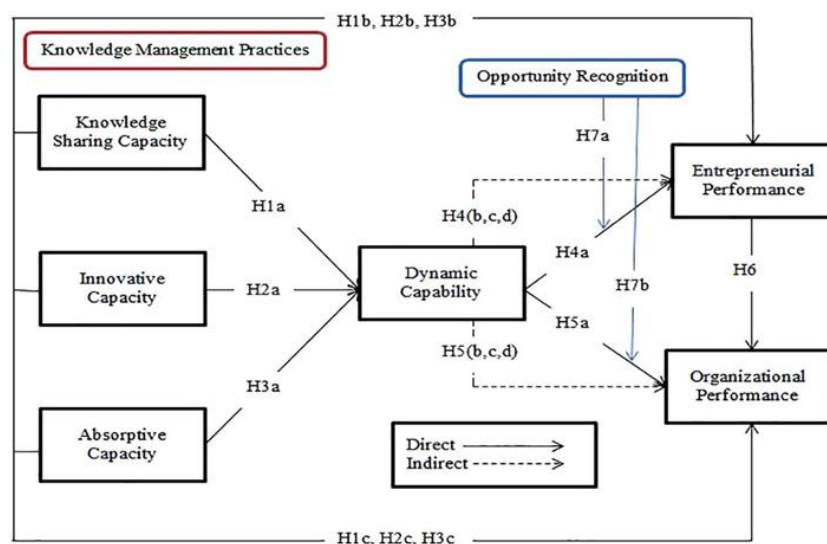 H1b, H2b, H3b
Knowledge Management Practices
Opportunity Recognition
Knowledge
Sharing Capacity
H7a
Entrepreneurial
Performance
H1a
H4(b,c,d)
H4a
Innovative
Capacity
H2a
Dynamic
Capability
H7b
H6
H5a
H5(b,c,d)
H3a
Organizational
Performance
Absorptive
Capacity
Direct
Indirect
H1c, H2c, H3c